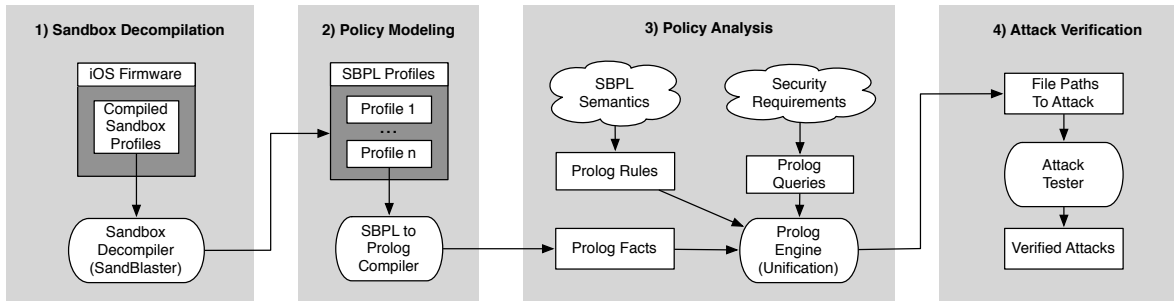 1) Sandbox Decompilation
iOS Firmware
Compiled
Sandbox
Profiles
Sandbox
Decompiler
(SandBlaster)
2) Policy Modeling
SBPL Profiles
Profile 1
...
Profile n
SBPL to
Prolog
Compiler
3) Policy Analysis
SBPL
Semantics
Security
Requirements
Prolog Rules
Prolog
Queries
Prolog Facts
Prolog
Engine
(Unification)
4) Attack Verification
File Paths
To Attack
Attack
Tester
Verified Attacks